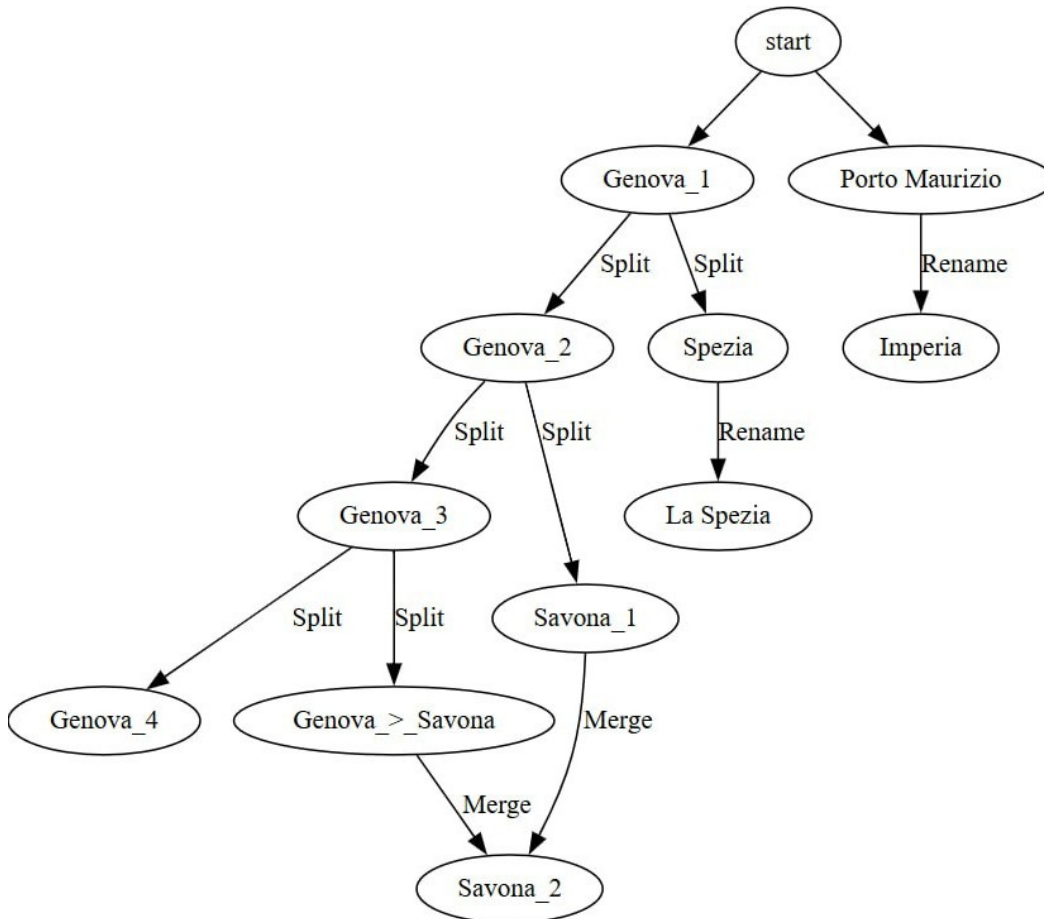 start
Genova_1
Porto Maurizio
Split
Split
Rename
Genova_2
Spezia
Imperia
Split
Split
Rename
Genova_3
La Spezia
Split
Split
Savona_1
Genova_4
Genova_>_Savona
Merge
Merge
Savona_2